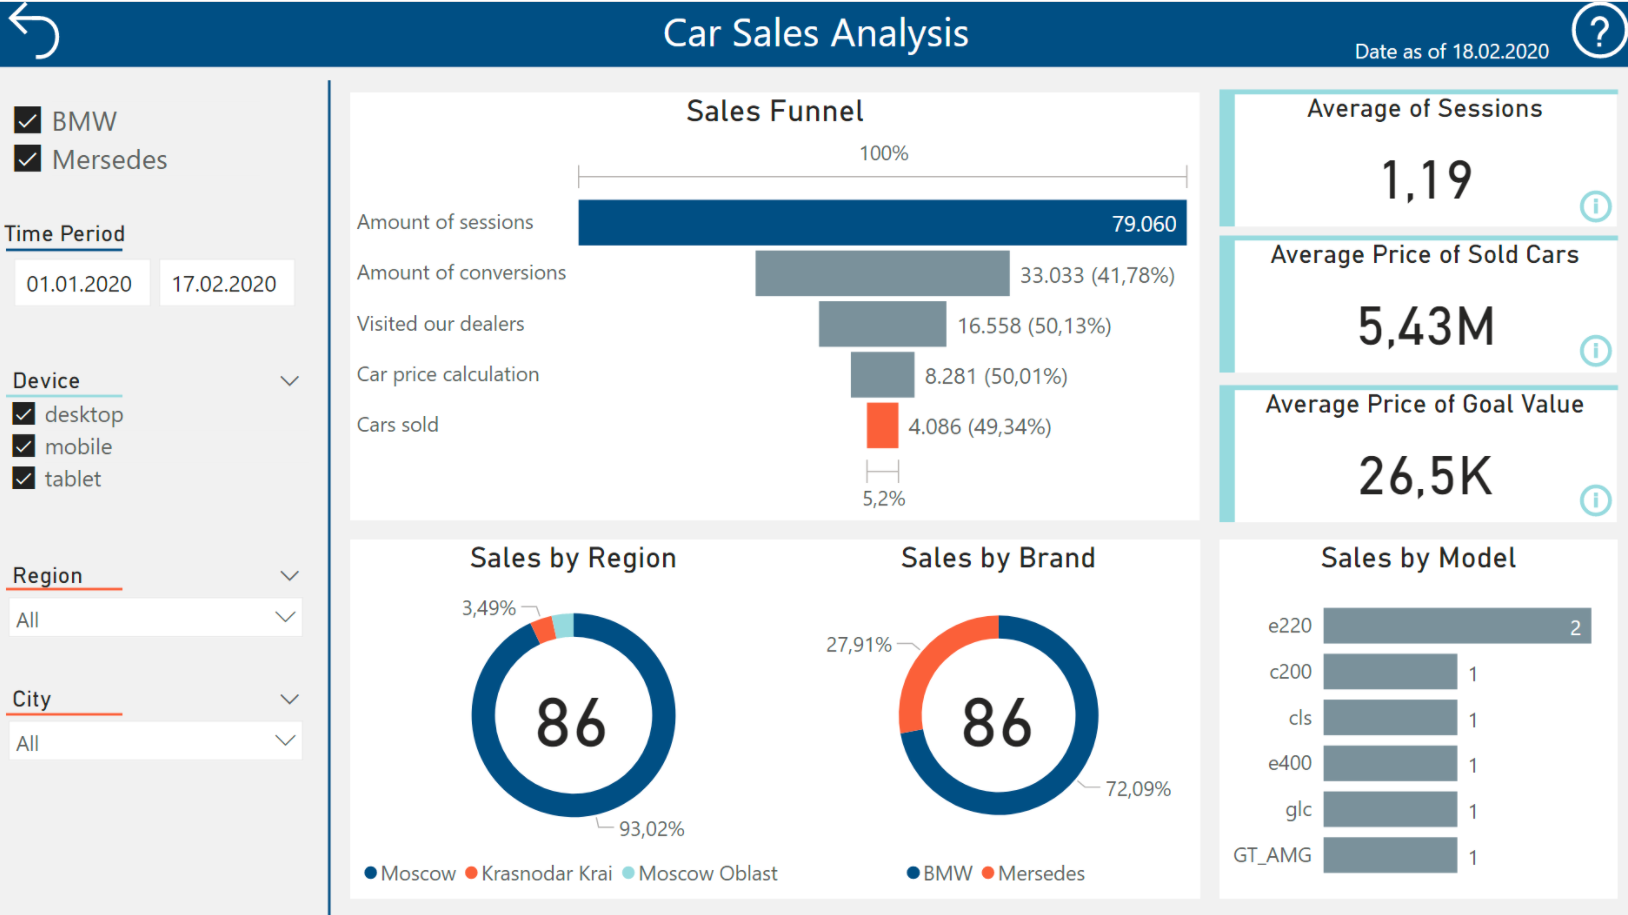 Car Sales Analysis
Date as of 18.02.2020
?
BMW
Mersedes
Time Period
01.01.2020
17.02.2020
Device
desktop
mobile
tablet
Region
All
City
All
Sales Funnel
100%
Amount of sessions
79.060
Amount of conversions
33.033 (41,78%)
Visited our dealers
16.558 (50,13%)
Car price calculation
8.281 (50,01%)
Cars sold
4.086 (49,34%)
5,2%
Average of Sessions
1,19
i
Average Price of Sold Cars
5,43M
i
Average Price of Goal Value
26,5K
i
Sales by Region
3,49%
86
93,02%
Moscow Krasnodar Krai Moscow Oblast
Sales by Brand
27,91%
86
72,09%
BMW Mersedes
Sales by Model
e220 2
c200 1
cls 1
e400 1
glc 1
GT_AMG 1